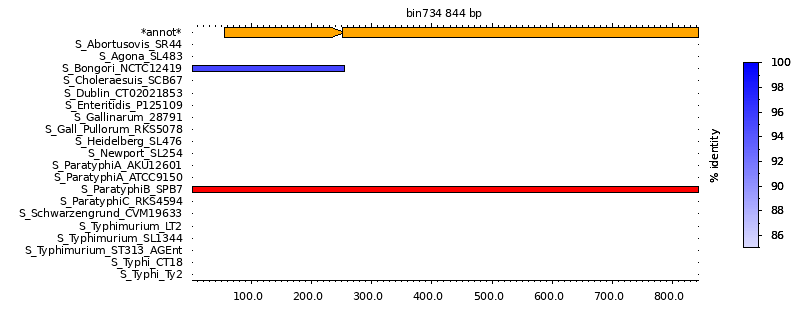 bin734 844 bp
*annot*
S_Abortusovis_SR44
S_Agona_SL483
S_Bongori_NCTC12419
S_Choleraesuis_SCB67
S_Dublin_CT02021853
S_Enteritidis_P125109
S_Gallinarum_28791
S_Gall_Pullorum_RKS5078
S_Heidelberg_SL476
S_Newport_SL254
S_ParatyphiA_AKU12601
S_ParatyphiA_ATCC9150
S_ParatyphiB_SPB7
S_ParatyphiC_RKS4594
S_Schwarzengrund_CVM19633
S_Typhimurium_LT2
S_Typhimurium_SL1344
S_Typhimurium_ST313_AGEnt
S_Typhi_CT18
S_Typhi_Ty2
100.0 200.0 300.0 400.0 500.0 600.0 700.0 800.0
% identity
100
98
96
94
92
90
88
86